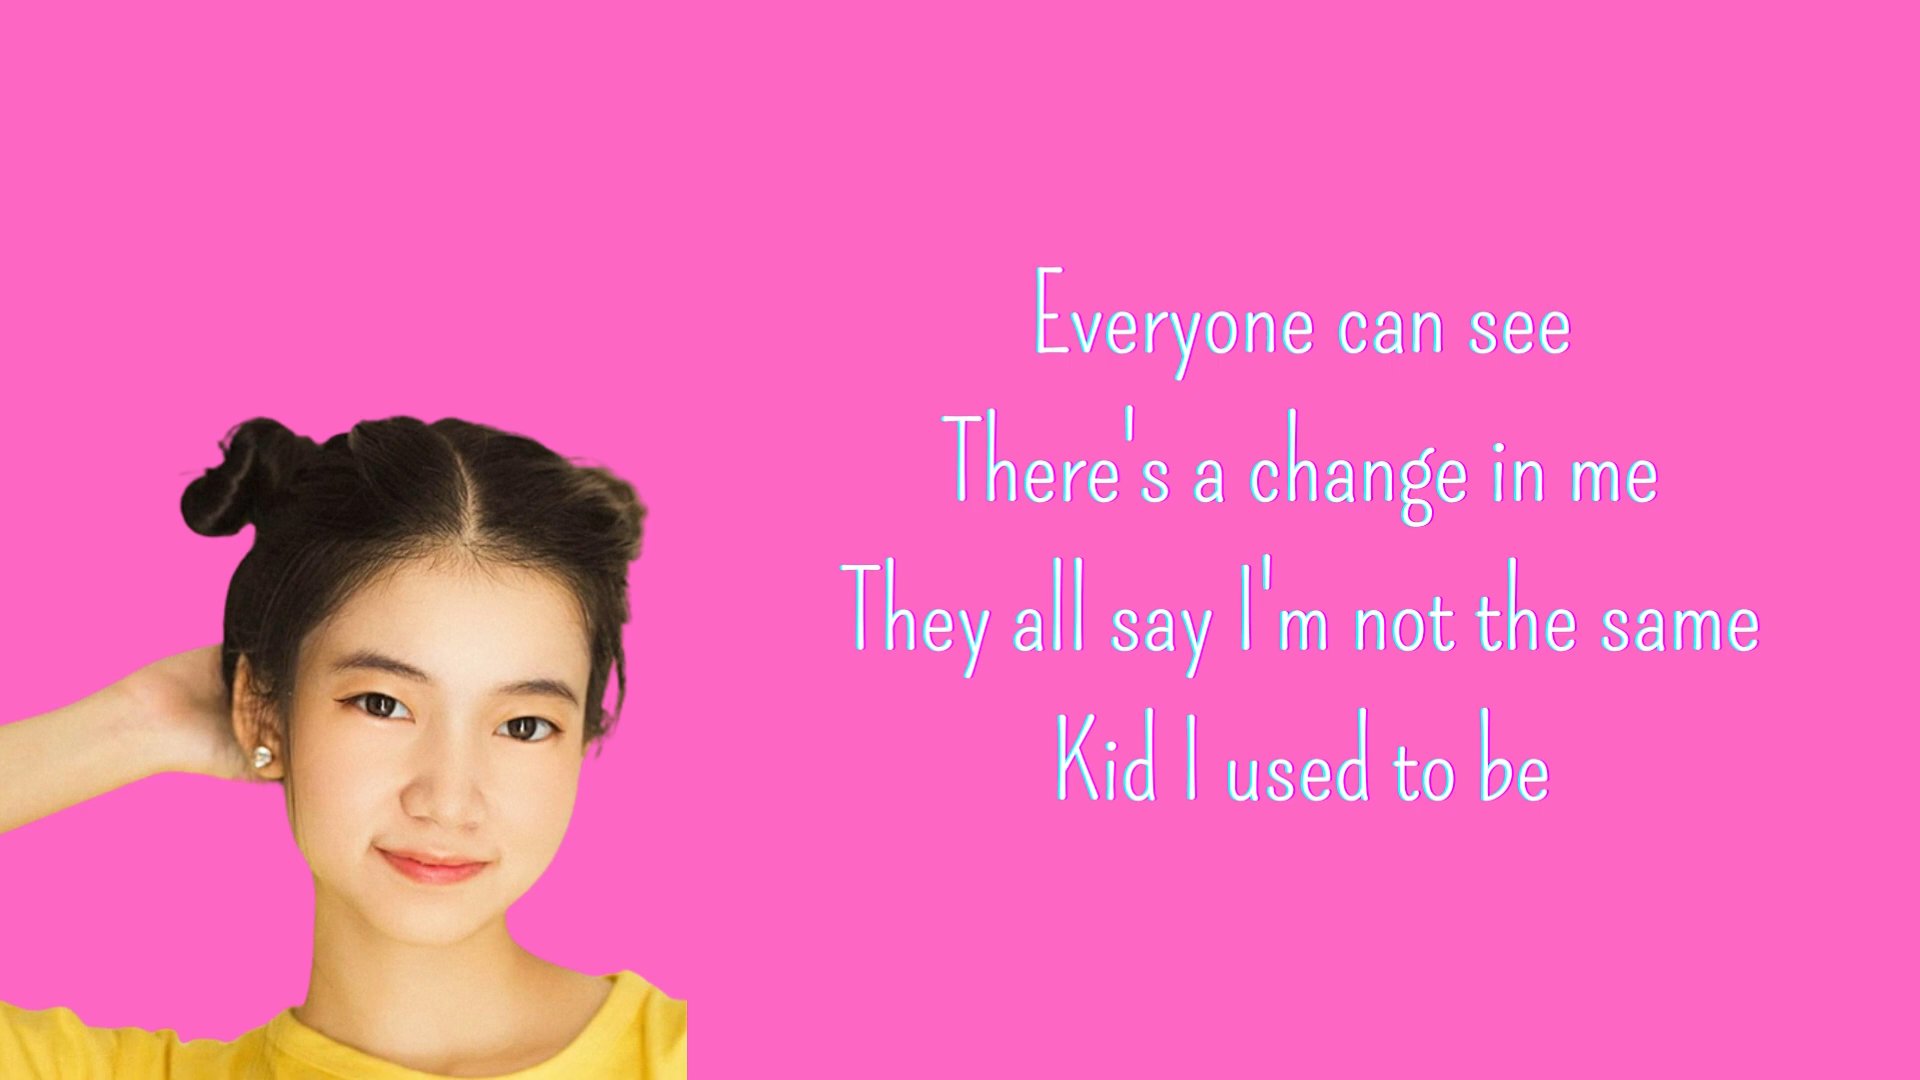 Everyone can see
There's a change in me
They all say I'm not the same
Kid I used to be